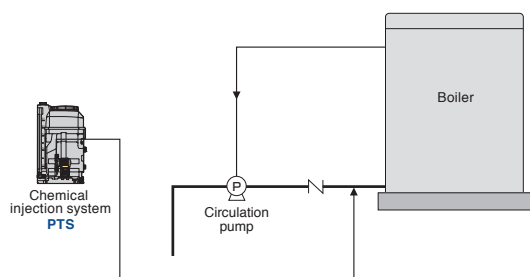 Boiler
P
Chemical
injection system
PTS
Circulation
pump